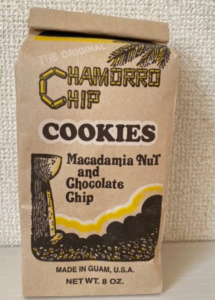 THE ORIGINAL
CHAMORRO
CHIP
COOKIES
Macadamia NuT
and
Chocolate
Chip
MADE IN GUAM, U.S.A.
NET WT. 8 OZ.